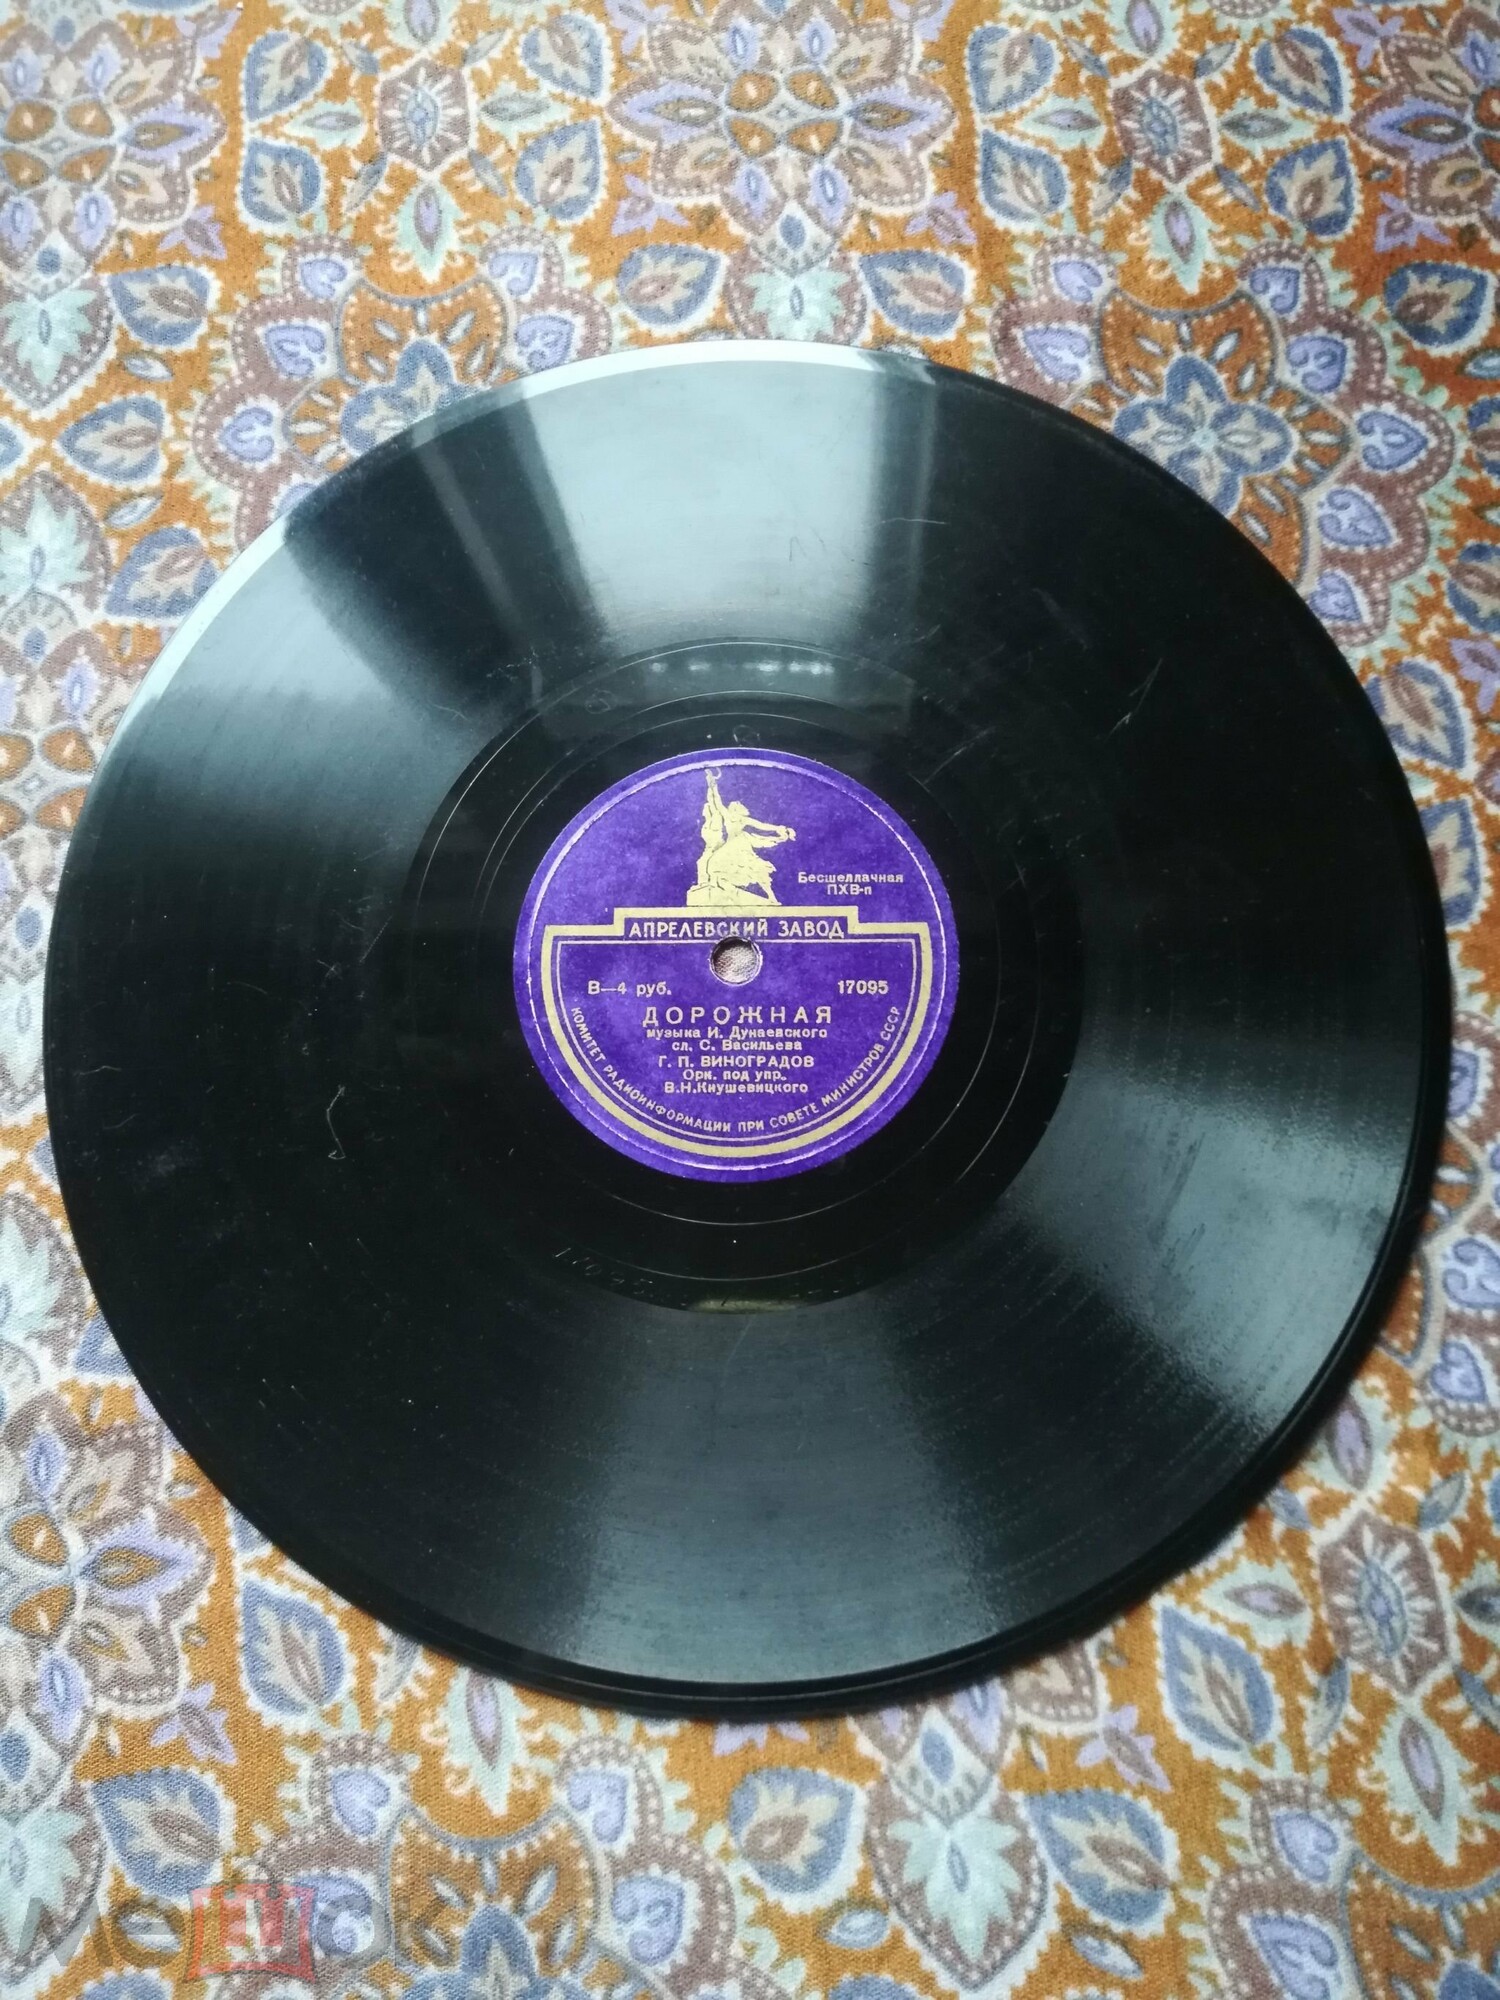 Бесшеллачная
ПХВ-п
АПРЕЛЕВСКИЙ ЗАВОД
В—4 руб.
17095
ДОРОЖНАЯ
музыка И. Дунаевского
сл. С. Васильева
Г. П. ВИНОГРАДОВ
Орк. под упр.
В.Н.Кнушевицкого
КОМИТЕТ РАДИОИНФОРМАЦИИ ПРИ СОВЕТЕ МИНИСТРОВ СССР
МешОк